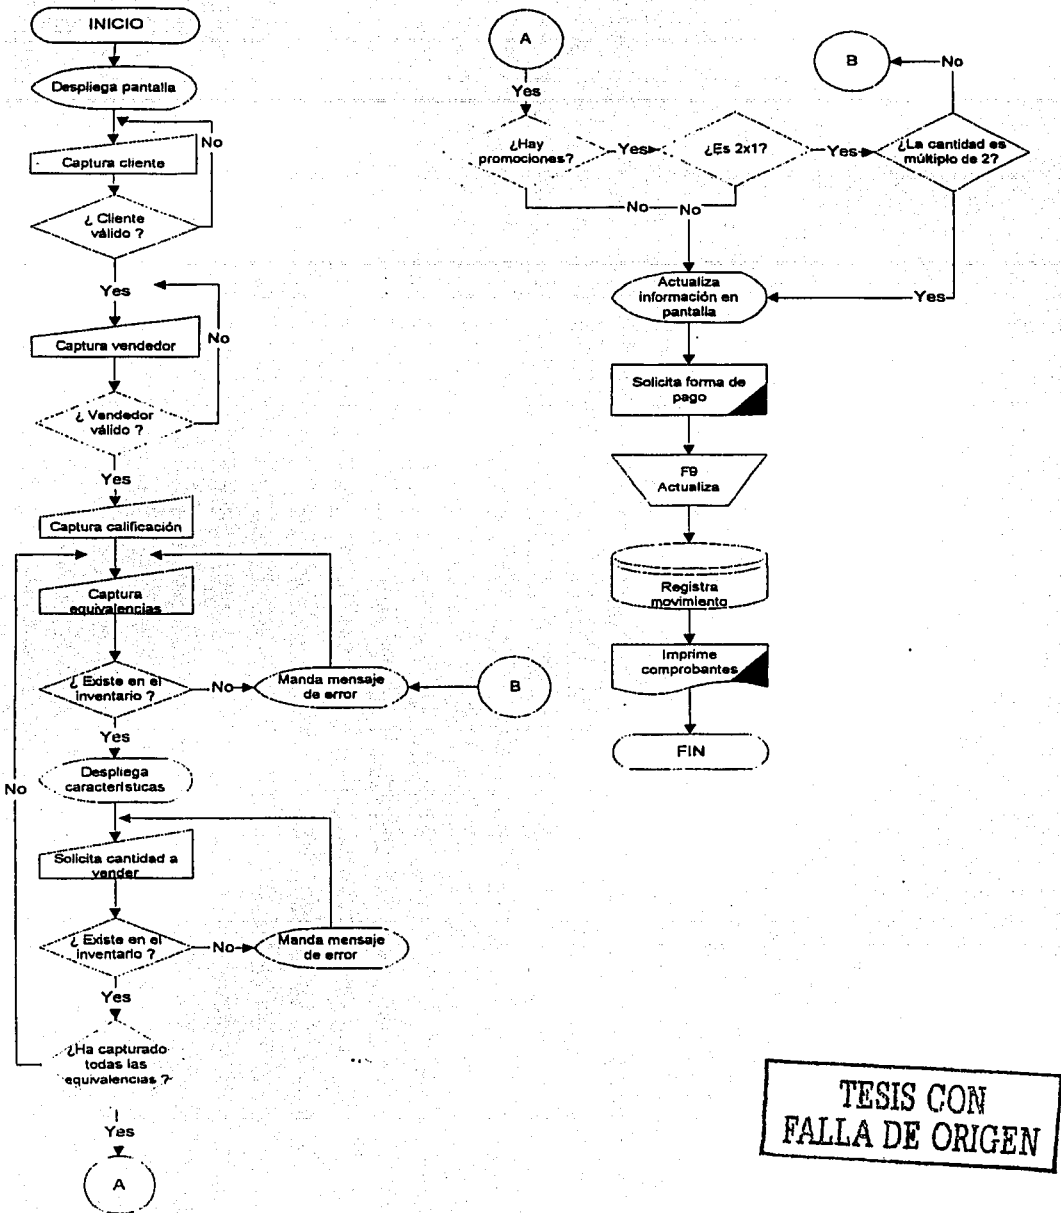 INICIO
Despliega pantalla
No
Captura cliente
¿ Cliente
válido ?
Yes
No
Captura vendedor
¿ Vendedor
válido ?
Yes
Captura calificación
Captura
equivalencias
¿ Existe en el
inventario ?
No
Manda mensaje
de error
B
Yes
Despliega
características
No
Solicita cantidad a
vender
¿ Existe en el
inventario ?
No
Manda mensaje
de error
Yes
¿Ha capturado
todas las
equivalencias ?
Yes
A
A
Yes
¿Hay
promociones?
Yes
¿Es 2x1?
Yes
¿La cantidad es
múltiplo de 2?
No
B
No
No
Yes
Actualiza
información en
pantalla
Solicita forma de
pago
F9
Actualiza
Registra
movimiento
Imprime
comprobantes
FIN
TESIS CON
FALLA DE ORIGEN